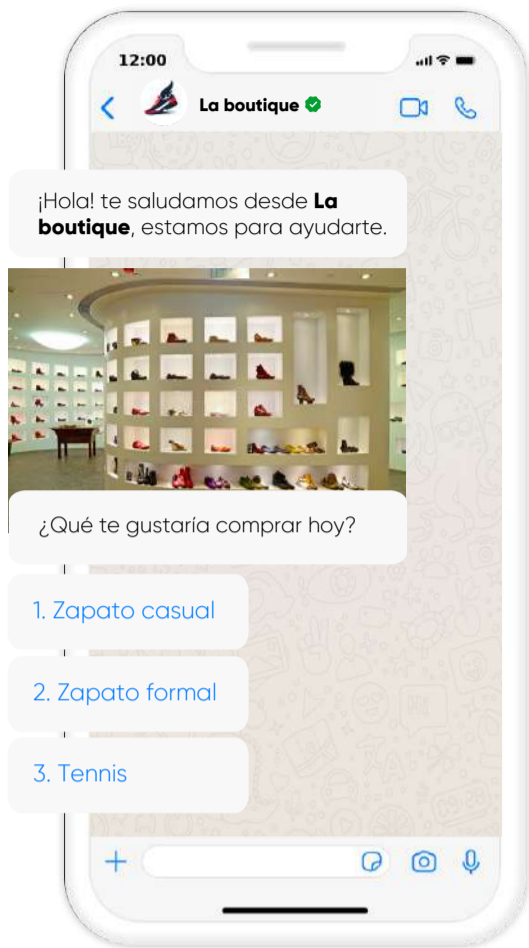 12:00
La boutique
¡Hola! te saludamos desde La
boutique, estamos para ayudarte.
¿Qué te gustaría comprar hoy?
1. Zapato casual
2. Zapato formal
3. Tennis